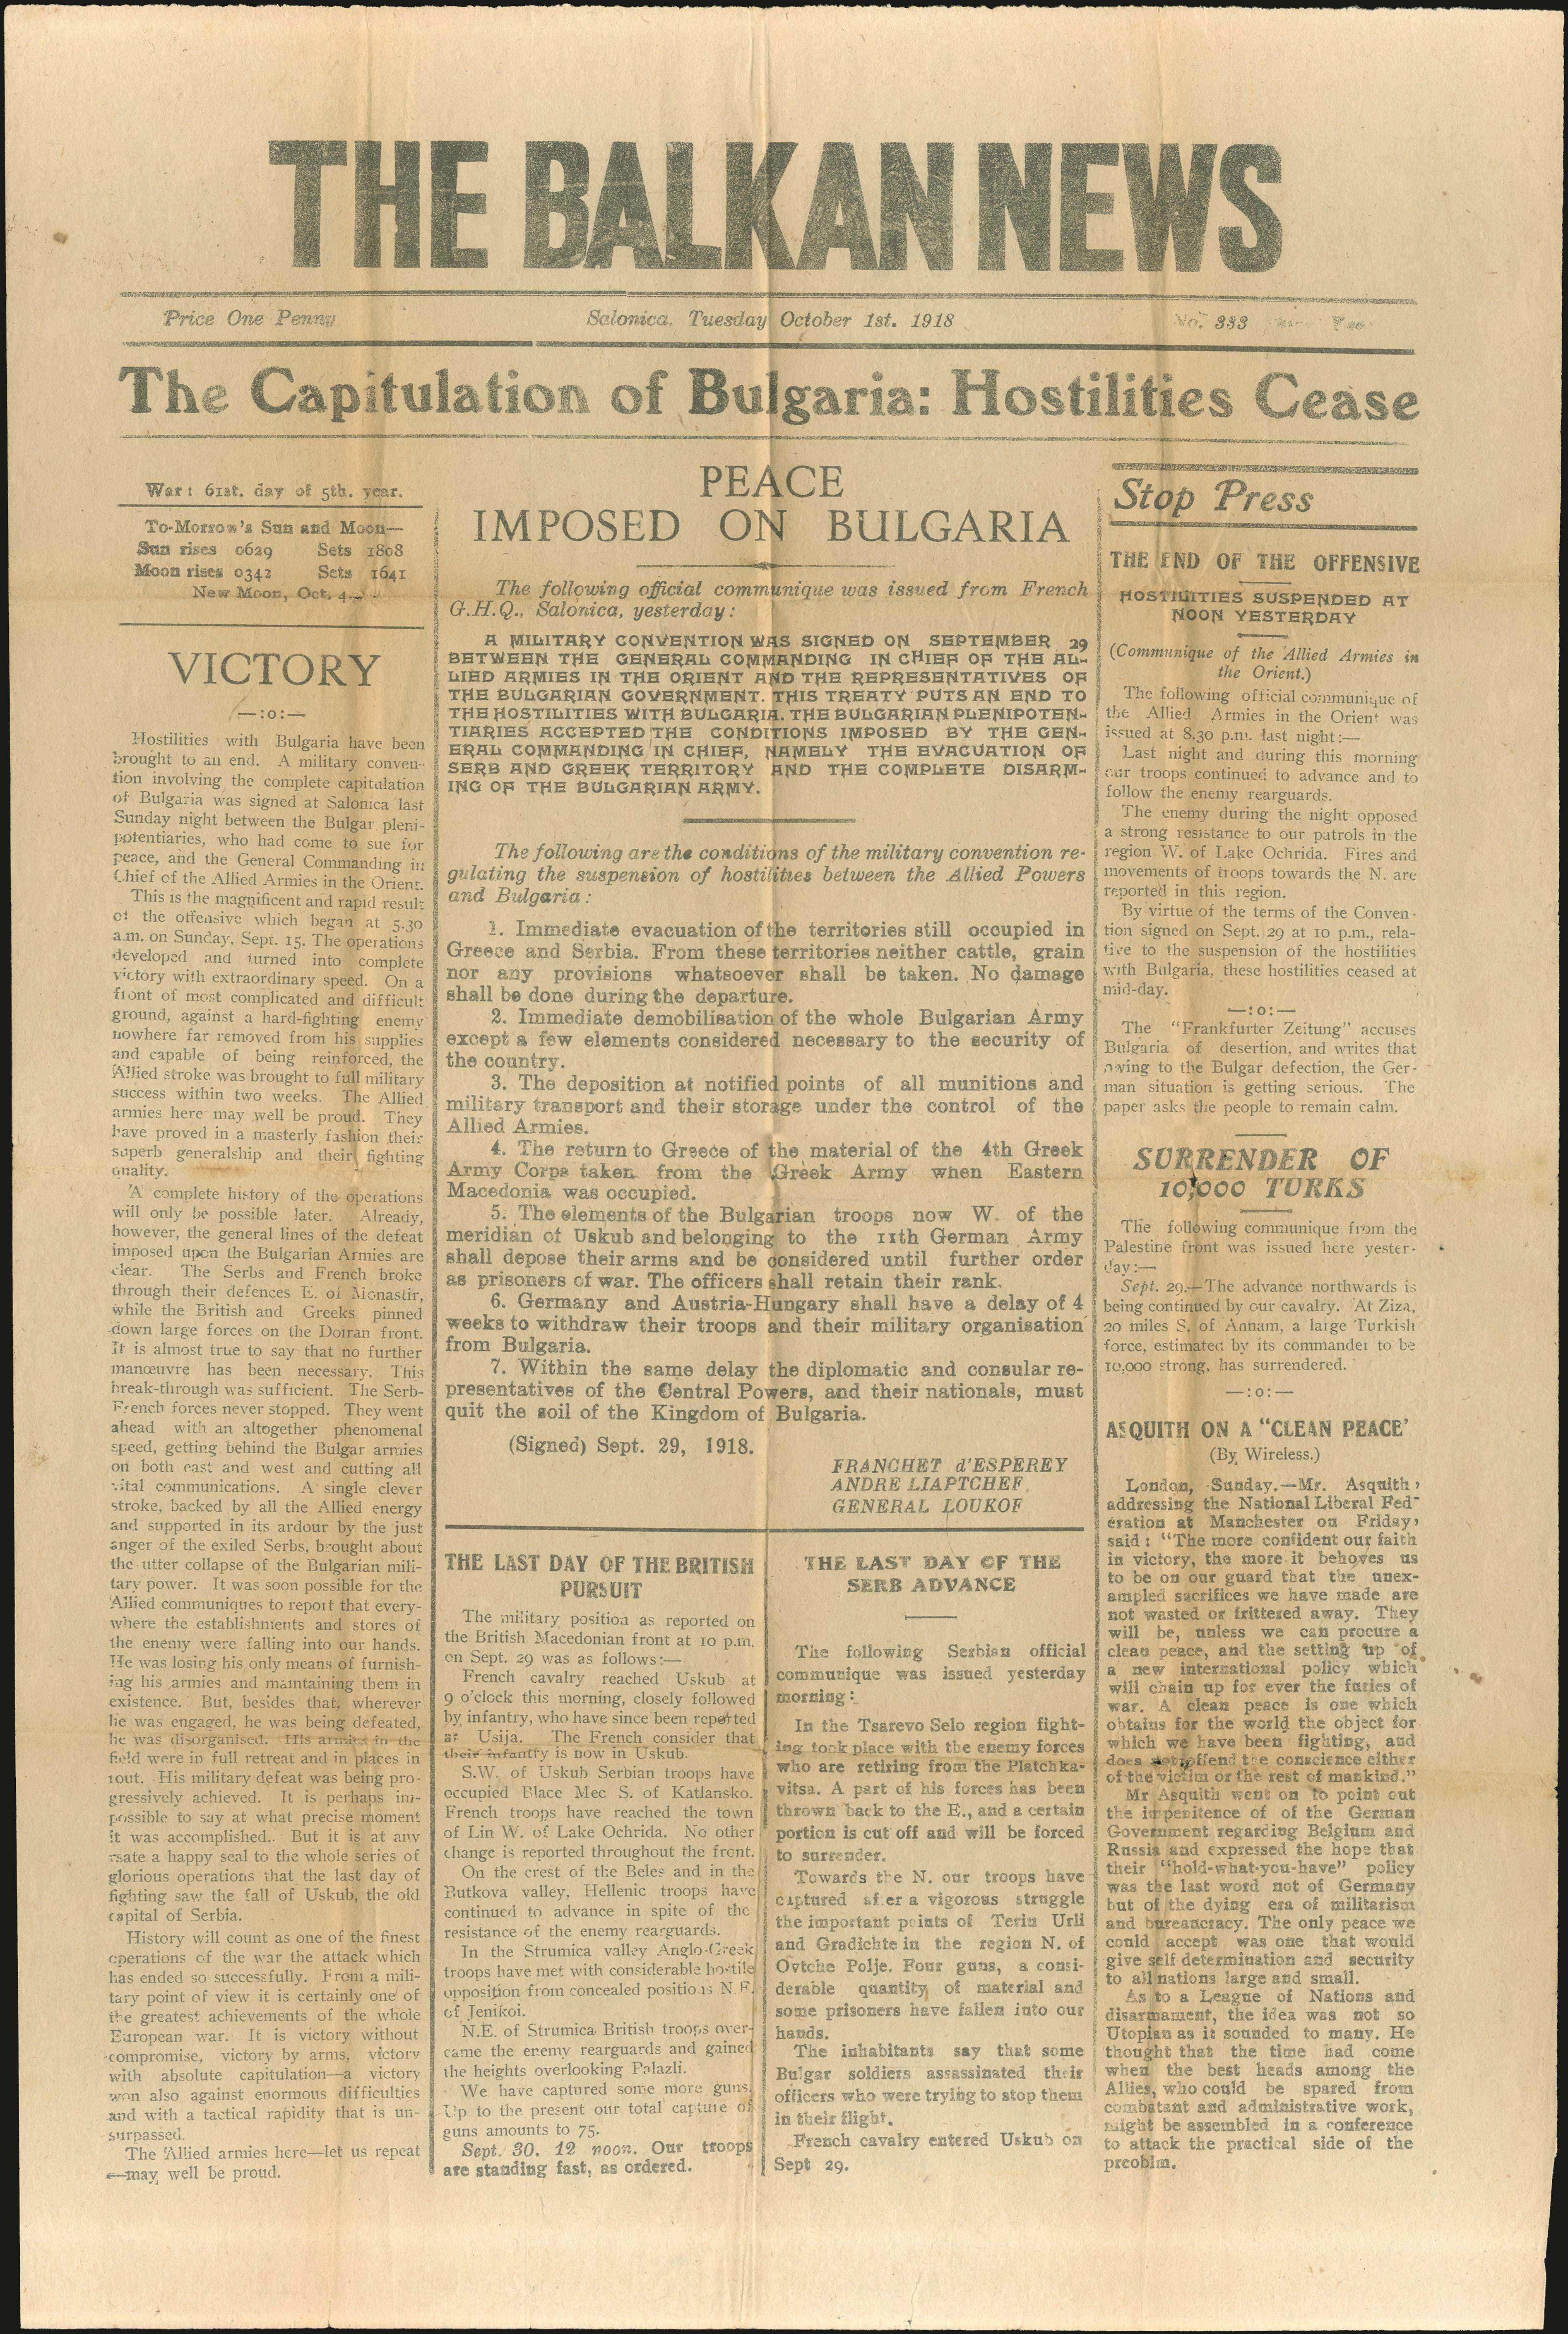 THE BALKAN NEWS
Price One Penny
Salonica, Tuesday October 1st. 1918
No. 333
The Capitulation of Bulgaria: Hostilities Cease
War: 61st. day of 5th. year.
To-Morrow's Sun and Moon—
Sun rises 0629 Sets 1808
Moon rises 0342 Sets 1641
New Moon, Oct. 4.
VICTORY
—:o:—
Hostilities with Bulgaria have been
brought to an end. A military conven-
tion involving the complete capitulation
of Bulgaria was signed at Salonica last
Sunday night between the Bulgar pleni-
potentiaries, who had come to sue for
peace, and the General Commanding in
Chief of the Allied Armies in the Orient.
This is the magnificent and rapid result
of the offensive which began at 5.30
a.m. on Sunday, Sept. 15. The operations
developed and turned into complete
victory with extraordinary speed. On a
front of most complicated and difficult
ground, against a hard-fighting enemy
nowhere far removed from his supplies
and capable of being reinforced, the
Allied stroke was brought to full military
success within two weeks. The Allied
armies here may well be proud. They
have proved in a masterly fashion their
superb generalship and their fighting
quality.
A complete history of the operations
will only be possible later. Already,
however, the general lines of the defeat
imposed upon the Bulgarian Armies are
clear. The Serbs and French broke
through their defences E. of Monastir,
while the British and Greeks pinned
down large forces on the Doiran front.
It is almost true to say that no further
manœuvre has been necessary. This
break-through was sufficient. The Serb-
French forces never stopped. They went
ahead with an altogether phenomenal
speed, getting behind the Bulgar armies
on both east and west and cutting all
vital communications. A single clever
stroke, backed by all the Allied energy
and supported in its ardour by the just
anger of the exiled Serbs, brought about
the utter collapse of the Bulgarian mili-
tary power. It was soon possible for the
Allied communiques to report that every-
where the establishments and stores of
the enemy were falling into our hands.
He was losing his only means of furnish-
ing his armies and maintaining them in
existence. But, besides that, wherever
he was engaged, he was being defeated,
he was disorganised. His armies in the
field were in full retreat and in places in
rout. His military defeat was being pro-
gressively achieved. It is perhaps im-
possible to say at what precise moment
it was accomplished.. But it is at any
rsate a happy seal to the whole series of
glorious operations that the last day of
fighting saw the fall of Uskub, the old
capital of Serbia.
History will count as one of the finest
operations of the war the attack which
has ended so successfully. From a mili-
tary point of view it is certainly one of
the greatest achievements of the whole
European war. It is victory without
compromise, victory by arms, victory
with absolute capitulation—a victory
won also against enormous difficulties
and with a tactical rapidity that is un-
surpassed.
The Allied armies here—let us repeat
—may well be proud.
PEACE
IMPOSED ON BULGARIA
The following official communique was issued from French
G.H.Q., Salonica, yesterday:
A MILITARY CONVENTION WAS SIGNED ON SEPTEMBER 29
BETWEEN THE GENERAL COMMANDING IN CHIEF OF THE AL-
LIED ARMIES IN THE ORIENT AND THE REPRESENTATIVES OF
THE BULGARIAN GOVERNMENT. THIS TREATY PUTS AN END TO
THE HOSTILITIES WITH BULGARIA. THE BULGARIAN PLENIPOTEN-
TIARIES ACCEPTED THE CONDITIONS IMPOSED BY THE GEN-
ERAL COMMANDING IN CHIEF, NAMELY THE EVACUATION OF
SERB AND GREEK TERRITORY AND THE COMPLETE DISARM-
ING OF THE BULGARIAN ARMY.
The following are the conditions of the military convention re-
gulating the suspension of hostilities between the Allied Powers
and Bulgaria:
1. Immediate evacuation of the territories still occupied in
Greece and Serbia. From these territories neither cattle, grain
nor any provisions whatsoever shall be taken. No damage
shall be done during the departure.
2. Immediate demobilisation of the whole Bulgarian Army
except a few elements considered necessary to the security of
the country.
3. The deposition at notified points of all munitions and
military transport and their storage under the control of the
Allied Armies.
4. The return to Greece of the material of the 4th Greek
Army Corps taken from the Greek Army when Eastern
Macedonia was occupied.
5. The elements of the Bulgarian troops now W. of the
meridian of Uskub and belonging to the 11th German Army
shall depose their arms and be considered until further order
as prisoners of war. The officers shall retain their rank.
6. Germany and Austria-Hungary shall have a delay of 4
weeks to withdraw their troops and their military organisation
from Bulgaria.
7. Within the same delay the diplomatic and consular re-
presentatives of the Central Powers, and their nationals, must
quit the soil of the Kingdom of Bulgaria.
(Signed) Sept. 29, 1918.
FRANCHET d'ESPEREY
ANDRE LIAPTCHEF
GENERAL LOUKOF
THE LAST DAY OF THE BRITISH
PURSUIT
The military position as reported on
the British Macedonian front at 10 p.m.
on Sept. 29 was as follows:—
French cavalry reached Uskub at
9 o'clock this morning, closely followed
by infantry, who have since been reported
at Usija. The French consider that
their infantry is now in Uskub.
S.W. of Uskub Serbian troops have
occupied Blace Mec S. of Katlansko.
French troops have reached the town
of Lin W. of Lake Ochrida. No other
change is reported throughout the front.
On the crest of the Beles and in the
Butkova valley, Hellenic troops have
continued to advance in spite of the
resistance of the enemy rearguards.
In the Strumica valley Anglo-Greek
troops have met with considerable hostile
opposition from concealed positions N.E.
of Jenikoi.
N.E. of Strumica British troops over-
came the enemy rearguards and gained
the heights overlooking Palazli.
We have captured some more guns.
Up to the present our total capture of
guns amounts to 75.
Sept. 30. 12 noon. Our troops
are standing fast, as ordered.
THE LAST DAY OF THE
SERB ADVANCE
The following Serbian official
communique was issued yesterday
morning:
In the Tsarevo Selo region fight-
ing took place with the enemy forces
who are retiring from the Platchka-
vitsa. A part of his forces has been
thrown back to the E., and a certain
portion is cut off and will be forced
to surrender.
Towards the N. our troops have
captured after a vigorous struggle
the important points of Terin Urli
and Gradichte in the region N. of
Ovtche Polje. Four guns, a consi-
derable quantity of material and
some prisoners have fallen into our
hands.
The inhabitants say that some
Bulgar soldiers assassinated their
officers who were trying to stop them
in their flight.
French cavalry entered Uskub on
Sept 29.
Stop Press
THE END OF THE OFFENSIVE
HOSTILITIES SUSPENDED AT
NOON YESTERDAY
(Communique of the Allied Armies in
the Orient.)
The following official communique of
the Allied Armies in the Orient was
issued at 8.30 p.m. last night:—
Last night and during this morning
our troops continued to advance and to
follow the enemy rearguards.
The enemy during the night opposed
a strong resistance to our patrols in the
region W. of Lake Ochrida. Fires and
movements of troops towards the N. are
reported in this region.
By virtue of the terms of the Conven-
tion signed on Sept. 29 at 10 p.m., rela-
tive to the suspension of the hostilities
with Bulgaria, these hostilities ceased at
mid-day.
—:o:—
The "Frankfurter Zeitung" accuses
Bulgaria of desertion, and writes that
owing to the Bulgar defection, the Ger-
man situation is getting serious. The
paper asks the people to remain calm.
SURRENDER OF
10,000 TURKS
The following communique from the
Palestine front was issued here yester-
day:—
Sept. 29.—The advance northwards is
being continued by our cavalry. At Ziza,
20 miles S. of Annam, a large Turkish
force, estimated by its commander to be
10,000 strong, has surrendered.
—:o:—
ASQUITH ON A "CLEAN PEACE'
(By Wireless.)
London, Sunday.—Mr. Asquith,
addressing the National Liberal Fed-
eration at Manchester on Friday,
said: "The more confident our faith
in victory, the more it behoves us
to be on our guard that the unex-
ampled sacrifices we have made are
not wasted or frittered away. They
will be, unless we can procure a
clean peace, and the setting up of
a new international policy which
will chain up for ever the furies of
war. A clean peace is one which
obtains for the world the object for
which we have been fighting, and
does not offend the conscience either
of the victim or the rest of mankind."
Mr Asquith went on to point out
the impenitence of of the German
Government regarding Belgium and
Russia and expressed the hope that
their "hold-what-you-have" policy
was the last word not of Germany
but of the dying era of militarism
and bureaucracy. The only peace we
could accept was one that would
give self determination and security
to all nations large and small.
As to a League of Nations and
disarmament, the idea was not so
Utopian as it sounded to many. He
thought that the time had come
when the best heads among the
Allies, who could be spared from
combatant and administrative work,
might be assembled in a conference
to attack the practical side of the
preoblm.